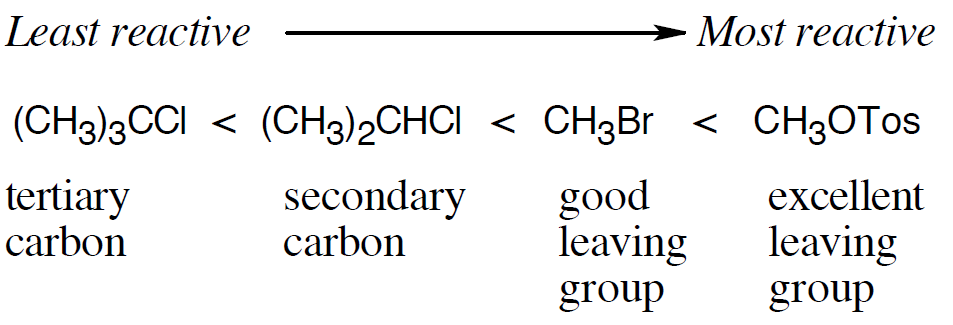 Least reactive Most reactive
(CH3)3CCl < (CH3)2CHCl < CH3Br < CH3OTos
tertiary secondary good excellent
carbon carbon leaving leaving
group group